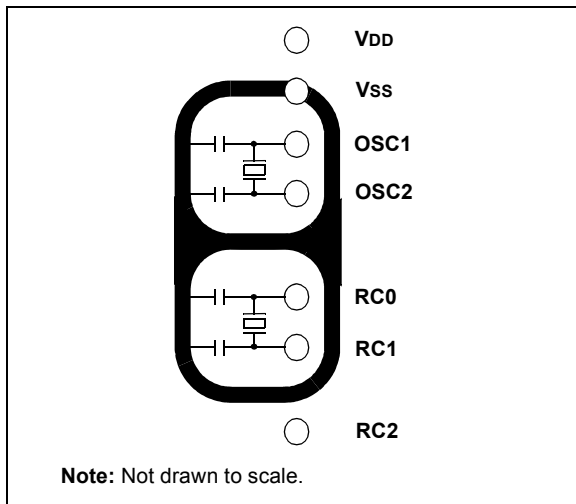 VDD
VSS
OSC1
OSC2
RC0
RC1
RC2
Note: Not drawn to scale.